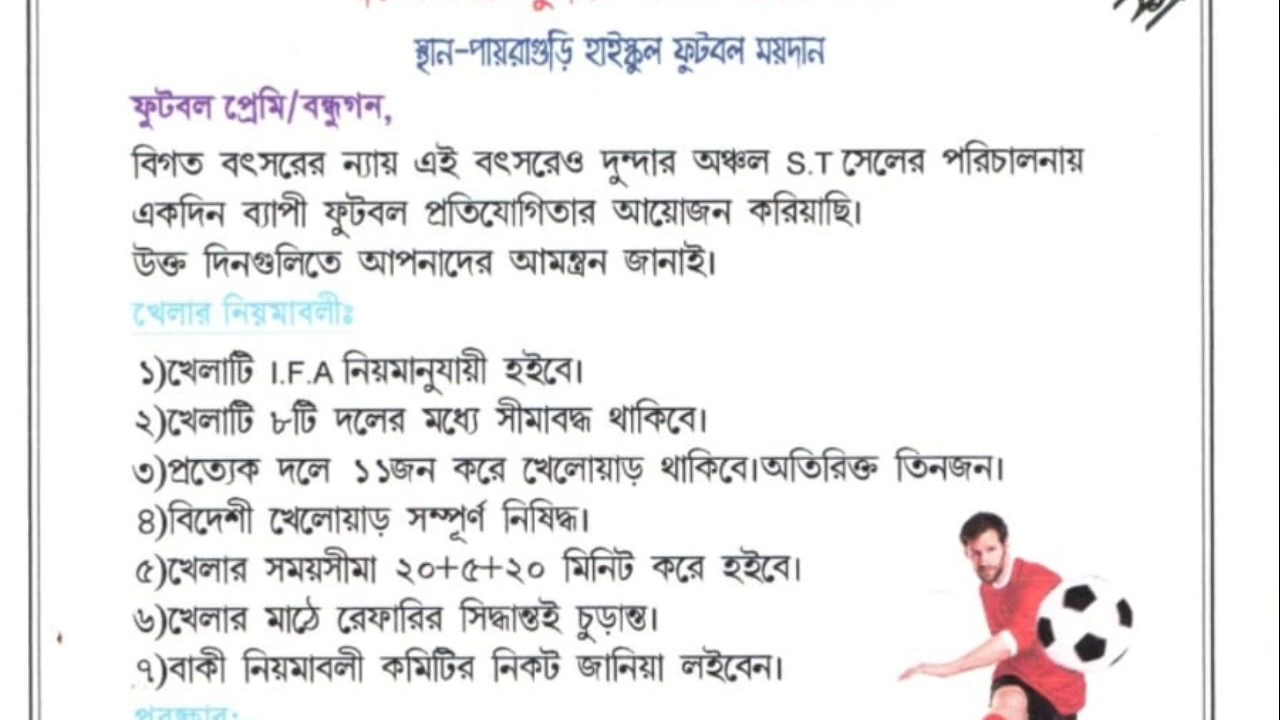 স্থান-পায়রাগুড়ি হাইস্কুল ফুটবল ময়দান
ফুটবল প্রেমি/বন্ধুগন,
বিগত বৎসরের ন্যায় এই বৎসরেও দুন্দার অঞ্চল S.T সেলের পরিচালনায়
একদিন ব্যাপী ফুটবল প্রতিযোগিতার আয়োজন করিয়াছি।
উক্ত দিনগুলিতে আপনাদের আমন্ত্রন জানাই।
খেলার নিয়মাবলীঃ
১)খেলাটি I.F.A নিয়মানুযায়ী হইবে।
২)খেলাটি ৮টি দলের মধ্যে সীমাবদ্ধ থাকিবে।
৩)প্রত্যেক দলে ১১জন করে খেলোয়াড় থাকিবে।অতিরিক্ত তিনজন।
৪)বিদেশী খেলোয়াড় সম্পূর্ণ নিষিদ্ধ।
৫)খেলার সময়সীমা ২০+৫+২০ মিনিট করে হইবে।
৬)খেলার মাঠে রেফারির সিদ্ধান্তই চুড়ান্ত।
৭)বাকী নিয়মাবলী কমিটির নিকট জানিয়া লইবেন।